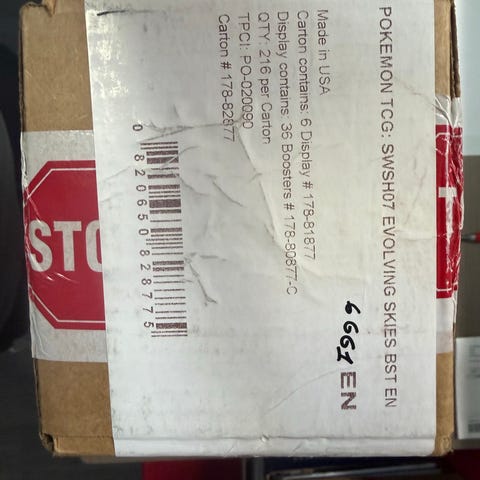 POKEMON TCG: SWSH07 EVOLVING SKIES BST EN
Made in USA
Carton contains: 6 Display # 178-81877
Display contains: 36 Boosters # 178-80877-C
QTY: 216 per Carton
TPCI: PO-020090
Carton # 178-82877
EN
0 820650 828775
STO